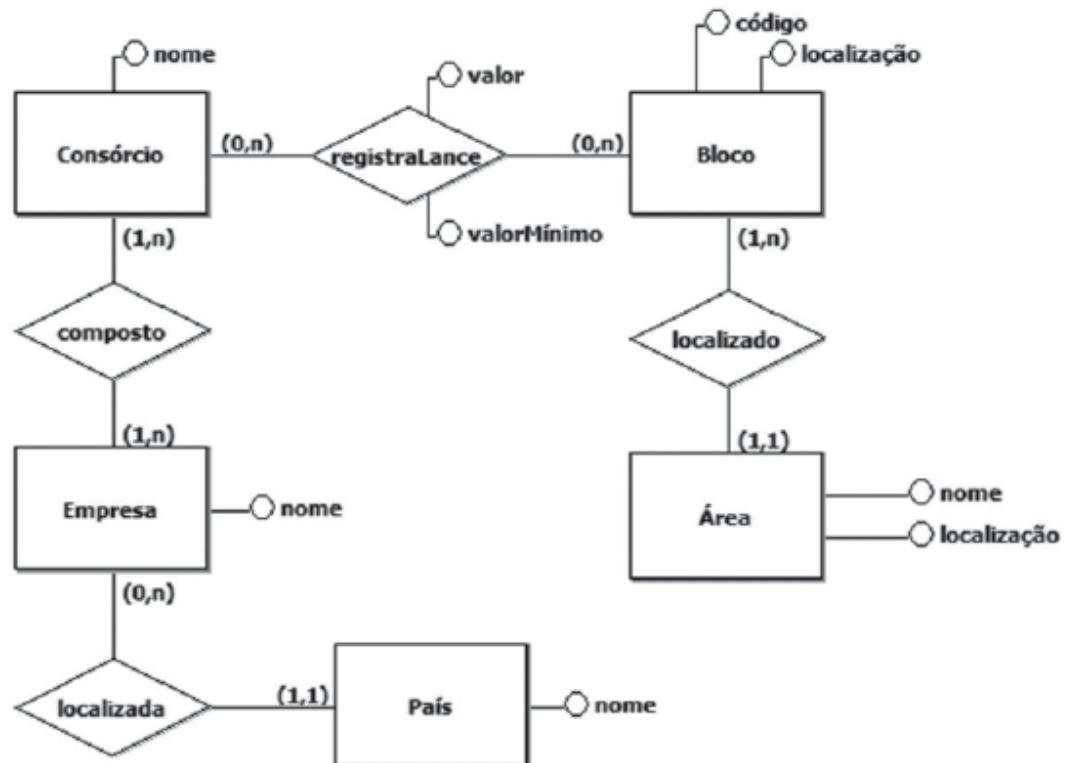 código
nome
localização
valor
Consórcio
(0,n)
registraLance
(0,n)
Bloco
valorMínimo
(1,n)
(1,n)
composto
localizado
(1,n)
(1,1)
Empresa
nome
nome
Área
localização
(0,n)
localizada
(1,1)
País
nome